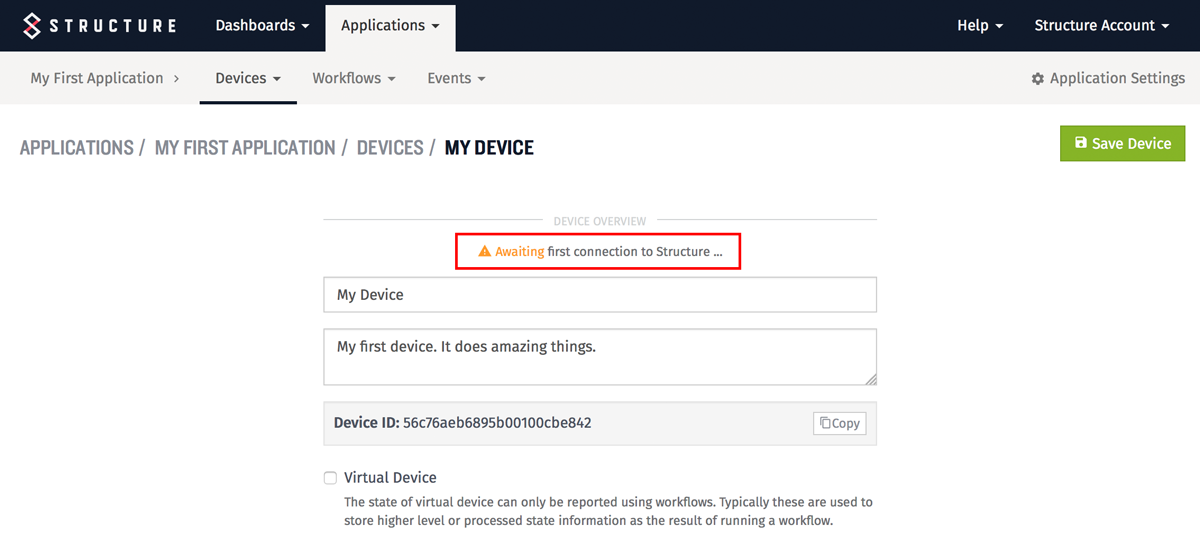 STRUCTURE Dashboards Applications Help Structure Account
My First Application > Devices Workflows Events Application Settings
APPLICATIONS / MY FIRST APPLICATION / DEVICES / MY DEVICE Save Device
DEVICE OVERVIEW
Awaiting first connection to Structure ...
My Device
My first device. It does amazing things.
Device ID: 56c76aeb6895b00100cbe842 Copy
Virtual Device
The state of virtual device can only be reported using workflows. Typically these are used to
store higher level or processed state information as the result of running a workflow.